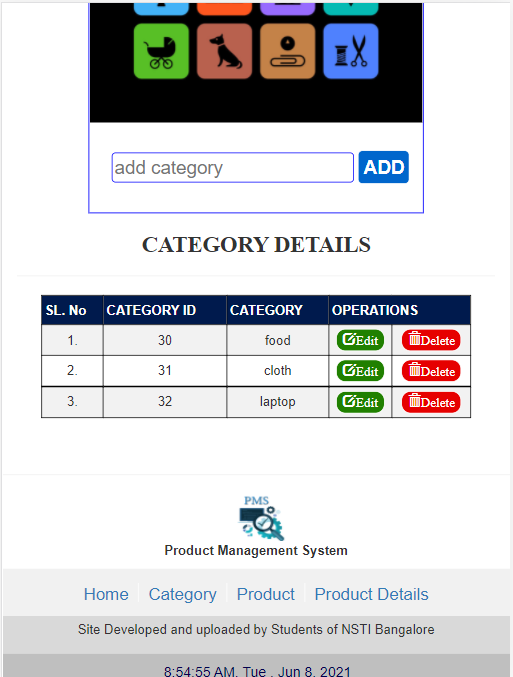 add category ADD
CATEGORY DETAILS
SL. No CATEGORY ID CATEGORY OPERATIONS
1. 30 food Edit Delete
2. 31 cloth Edit Delete
3. 32 laptop Edit Delete
PMS
Product Management System
Home Category Product Product Details
Site Developed and uploaded by Students of NSTI Bangalore
8:54:55 AM, Tue , Jun 8, 2021